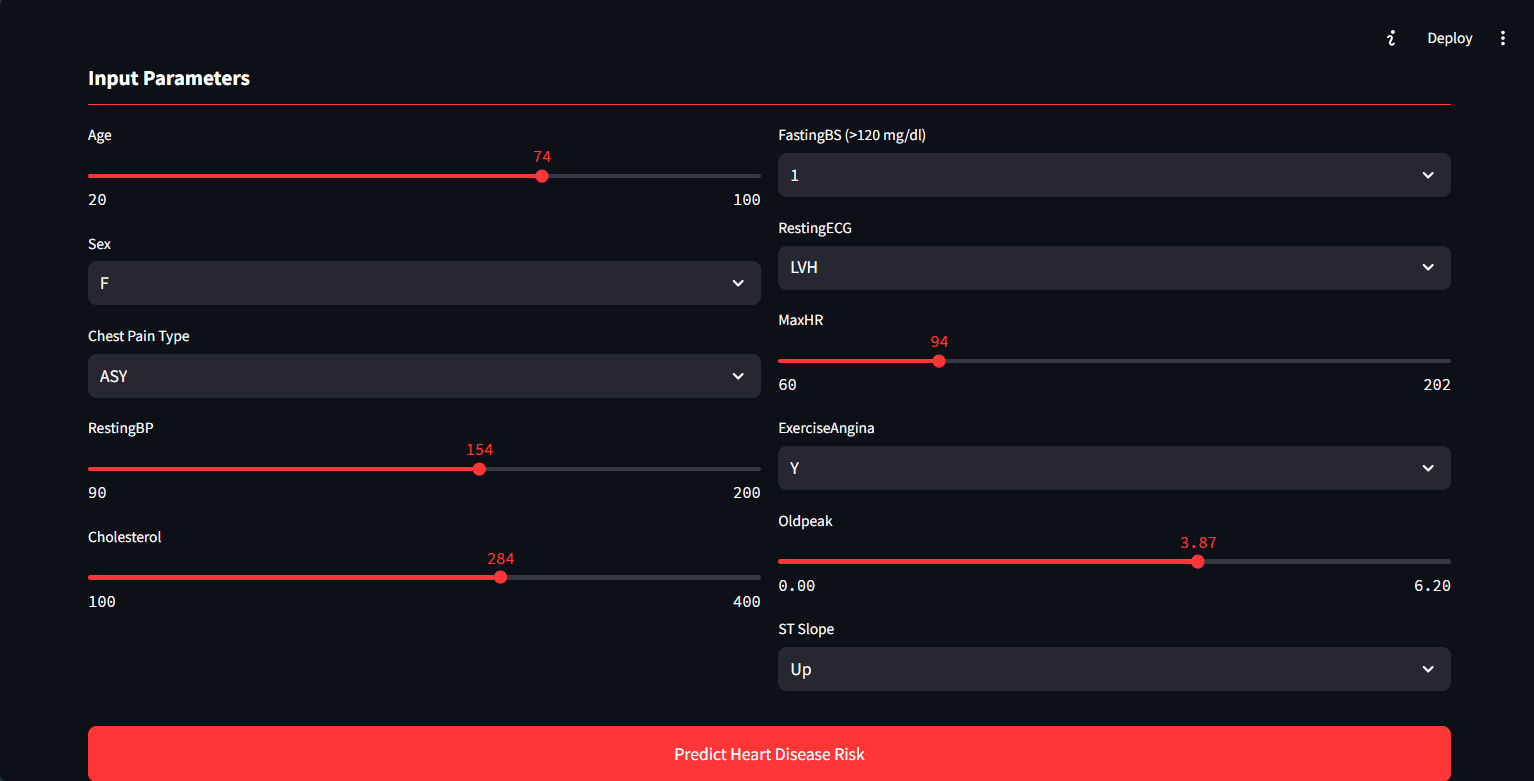 Deploy
Input Parameters
Age
74
20
100
Sex
F
Chest Pain Type
ASY
RestingBP
154
90
200
Cholesterol
284
100
400
FastingBS (>120 mg/dl)
1
RestingECG
LVH
MaxHR
94
60
202
ExerciseAngina
Y
Oldpeak
3.87
0.00
6.20
ST Slope
Up
Predict Heart Disease Risk